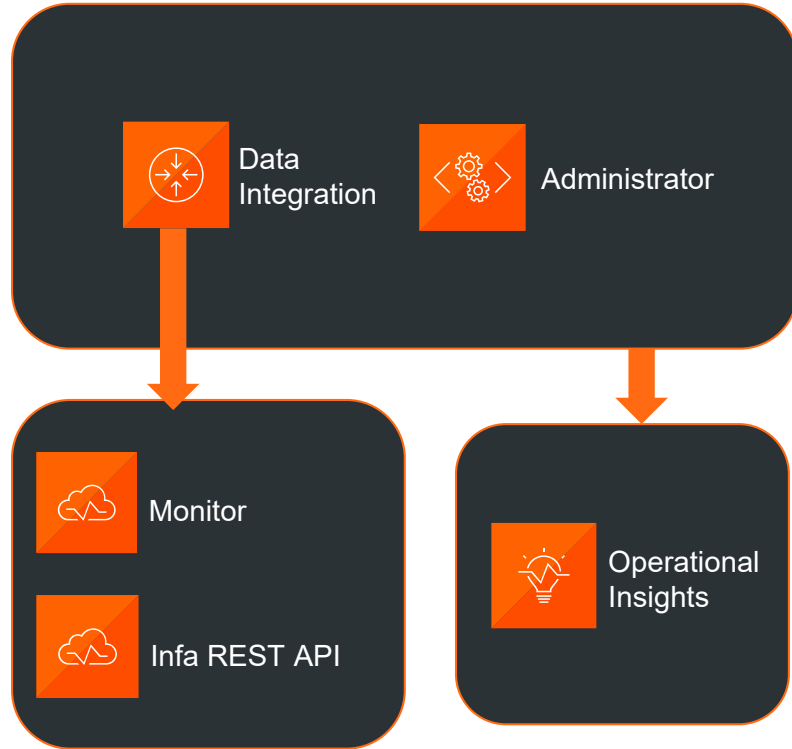 Data
Integration
Administrator
Monitor
Infa REST API
Operational
Insights